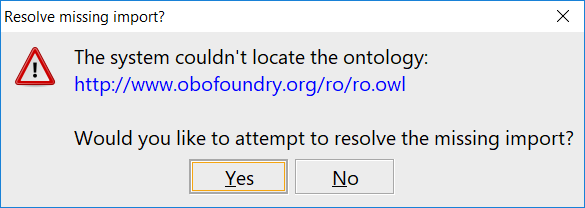 Resolve missing import?
The system couldn't locate the ontology:
http://www.obofoundry.org/ro/ro.owl
Would you like to attempt to resolve the missing import?
Yes No